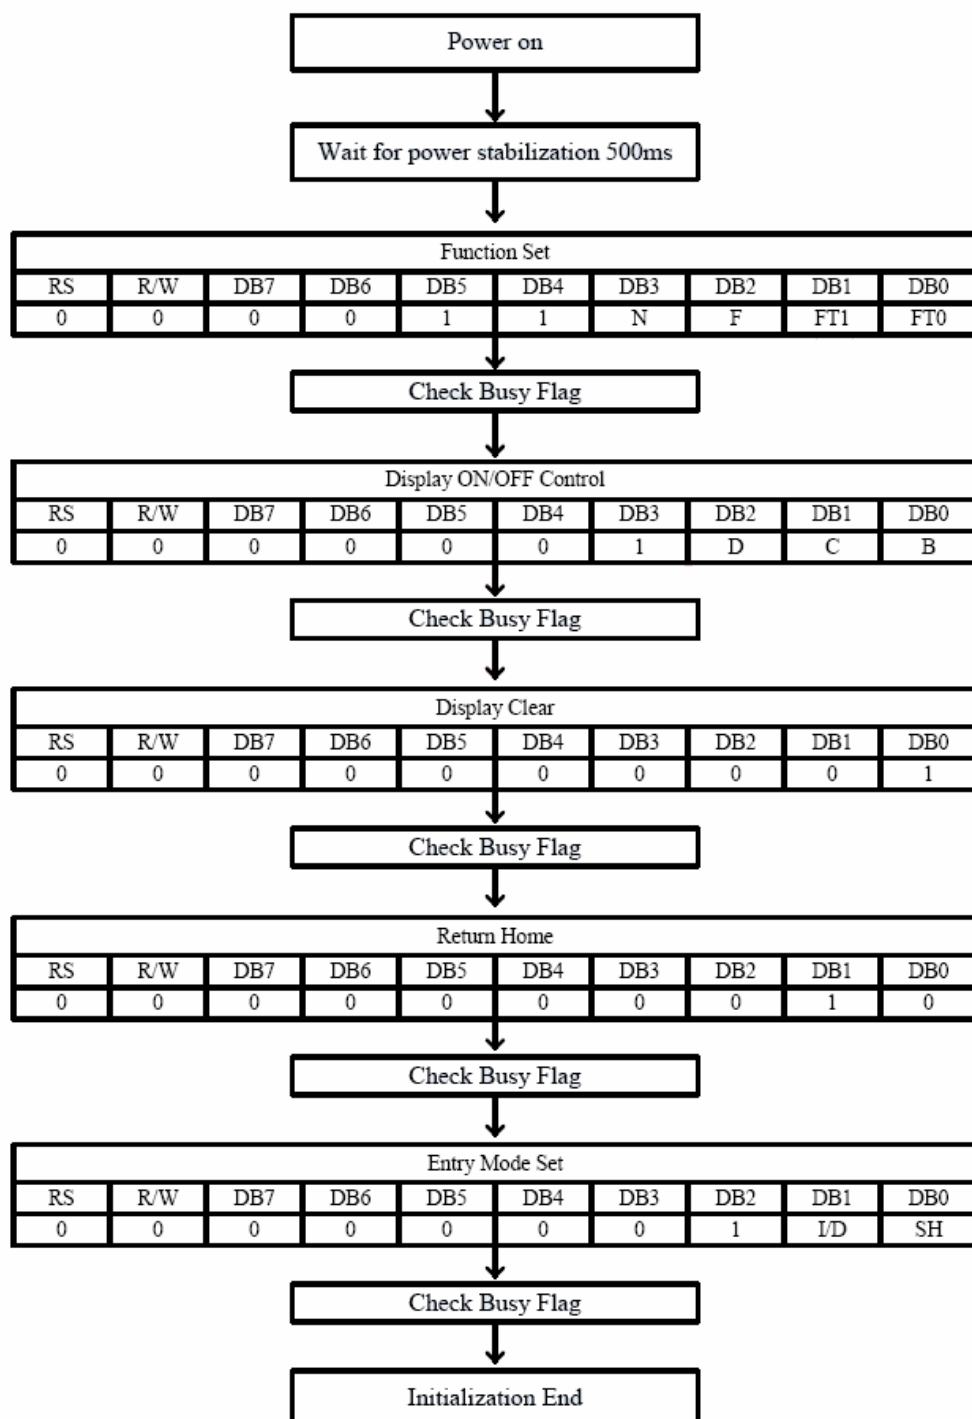 Power on
Wait for power stabilization 500ms
Function Set
RS R/W DB7 DB6 DB5 DB4 DB3 DB2 DB1 DB0
0 0 0 0 1 1 N F FT1 FT0
Check Busy Flag
Display ON/OFF Control
RS R/W DB7 DB6 DB5 DB4 DB3 DB2 DB1 DB0
0 0 0 0 0 0 1 D C B
Check Busy Flag
Display Clear
RS R/W DB7 DB6 DB5 DB4 DB3 DB2 DB1 DB0
0 0 0 0 0 0 0 0 0 1
Check Busy Flag
Return Home
RS R/W DB7 DB6 DB5 DB4 DB3 DB2 DB1 DB0
0 0 0 0 0 0 0 0 1 0
Check Busy Flag
Entry Mode Set
RS R/W DB7 DB6 DB5 DB4 DB3 DB2 DB1 DB0
0 0 0 0 0 0 0 1 I/D SH
Check Busy Flag
Initialization End